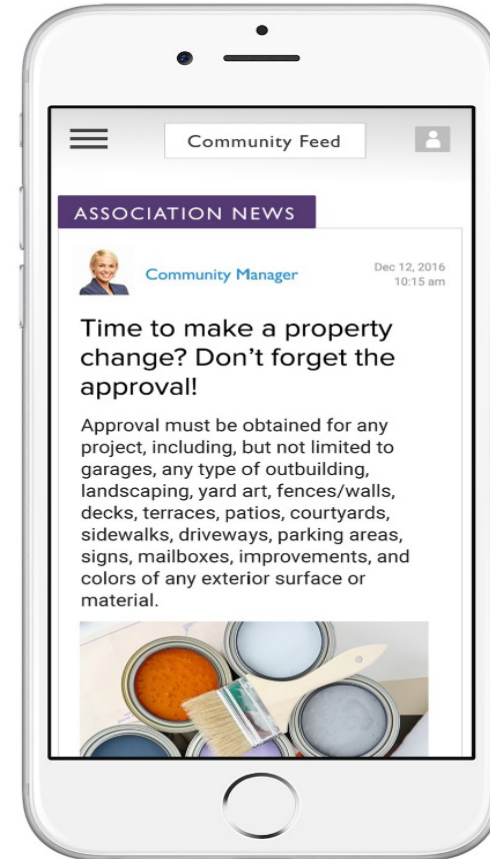 Community Feed
ASSOCIATION NEWS
Community Manager
Dec 12, 2016
10:15 am
Time to make a property
change? Don't forget the
approval!
Approval must be obtained for any
project, including, but not limited to
garages, any type of outbuilding,
landscaping, yard art, fences/walls,
decks, terraces, patios, courtyards,
sidewalks, driveways, parking areas,
signs, mailboxes, improvements, and
colors of any exterior surface or
material.